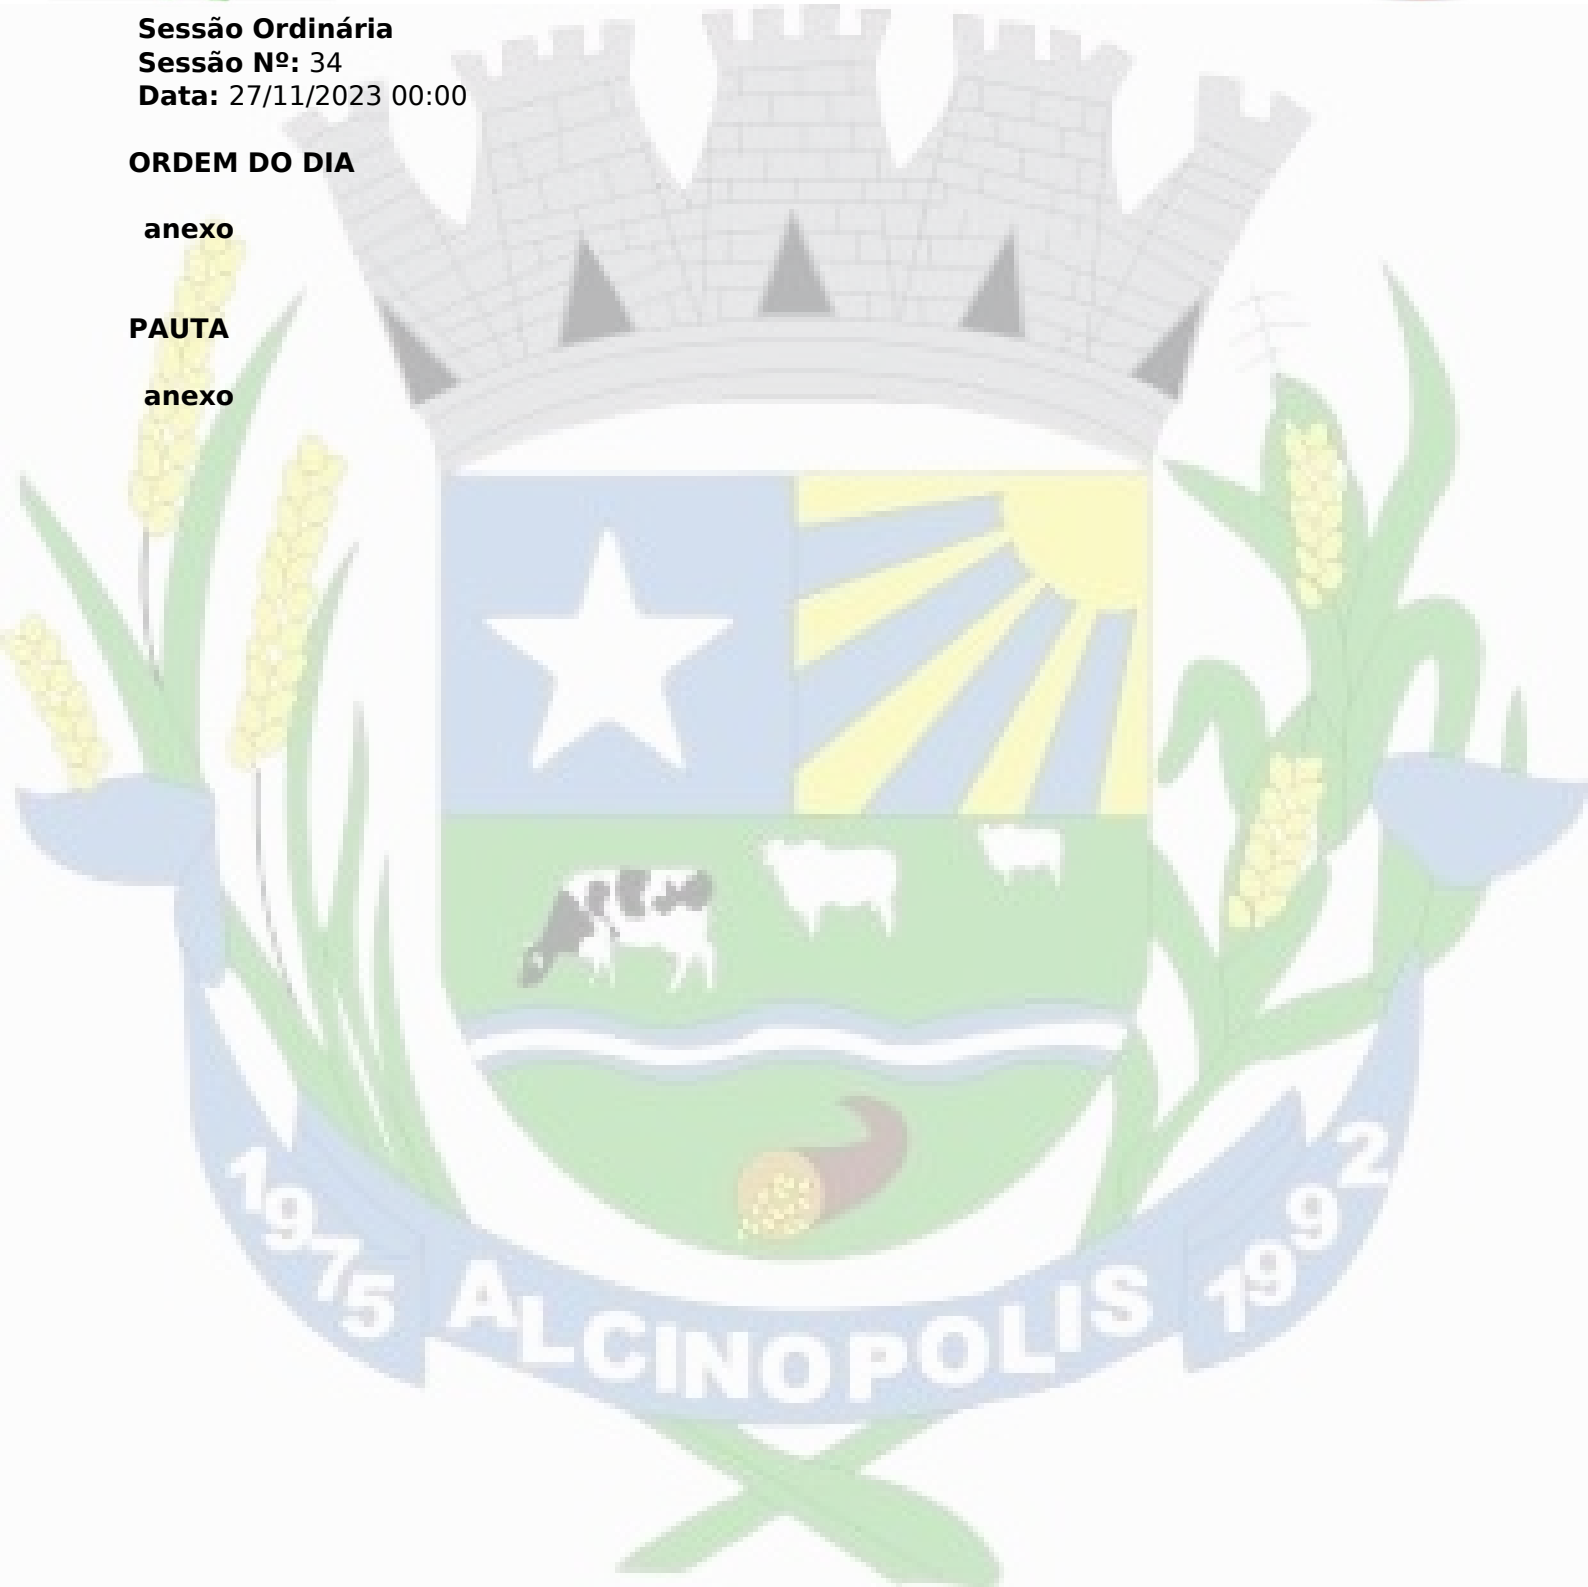 Sessão Ordinária
Sessão Nº: 34
Data: 27/11/2023 00:00
ORDEM DO DIA
anexo
PAUTA
anexo
1975 ALCINOPOLIS 1992